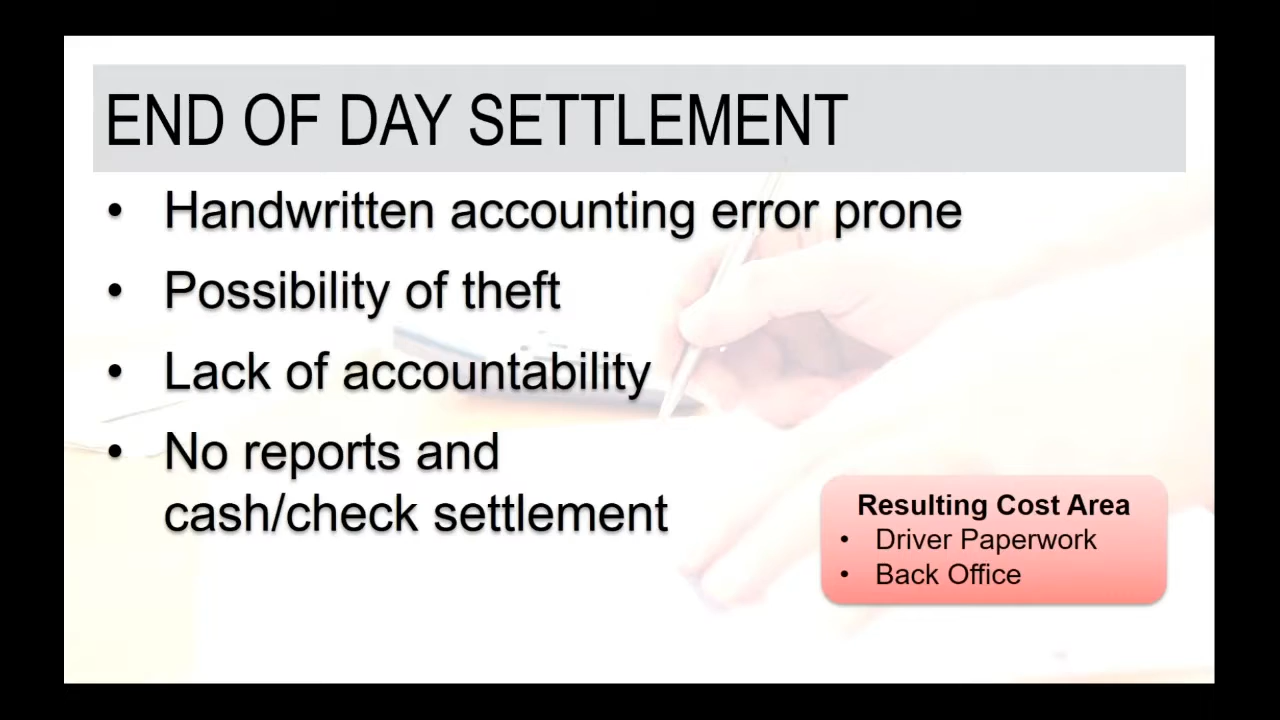 END OF DAY SETTLEMENT
• Handwritten accounting error prone
• Possibility of theft
• Lack of accountability
• No reports and
cash/check settlement
Resulting Cost Area
• Driver Paperwork
• Back Office